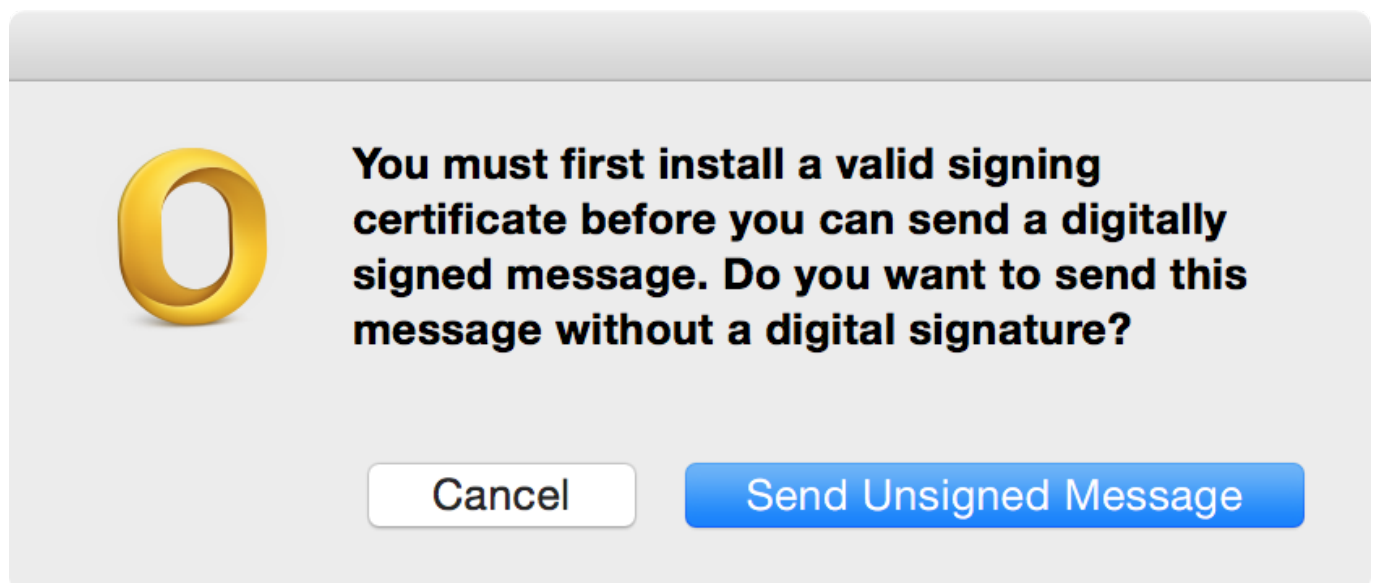 You must first install a valid signing
certificate before you can send a digitally
signed message. Do you want to send this
message without a digital signature?
Cancel
Send Unsigned Message